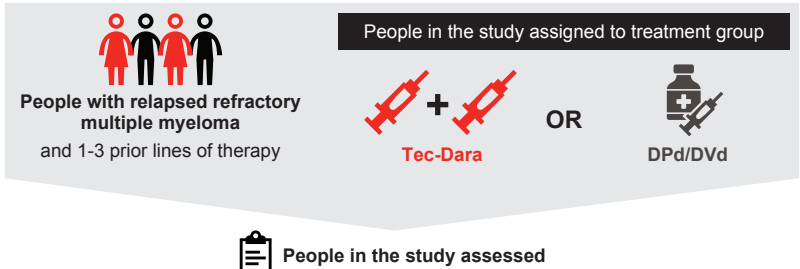 People in the study assigned to treatment group
People with relapsed refractory
multiple myeloma
and 1-3 prior lines of therapy
+
OR
Tec-Dara
DPd/DVd
People in the study assessed